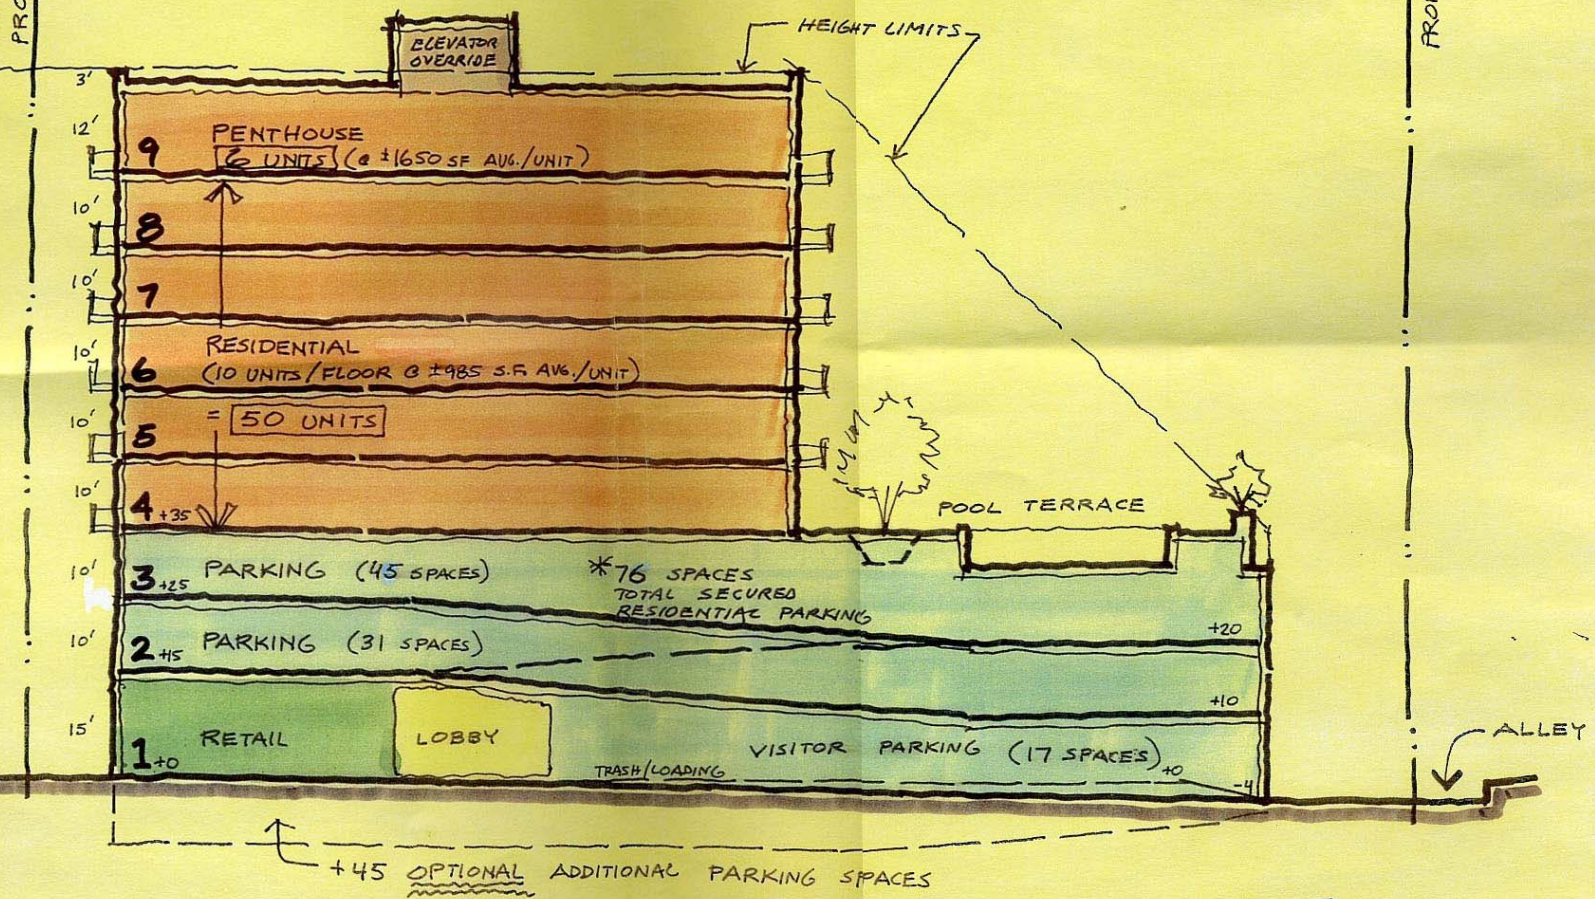 PRO
PROP
HEIGHT LIMITS
ELEVATOR
OVERRIDE
3'
12'
9
PENTHOUSE
6 UNITS (@ ±1650 SF AVG./UNIT)
10'
8
10'
7
10'
6
RESIDENTIAL
(10 UNITS/FLOOR @ ±985 S.F. AVG./UNIT)
10'
5
= 50 UNITS
10'
4 +35
POOL TERRACE
10'
3 +25
PARKING (45 SPACES)
*76 SPACES
TOTAL SECURED
RESIDENTIAL PARKING
+20
10'
2 +15
PARKING (31 SPACES)
+10
15'
1 +0
RETAIL
LOBBY
VISITOR PARKING (17 SPACES) +0
TRASH/LOADING
-4
ALLEY
+45 OPTIONAL ADDITIONAL PARKING SPACES